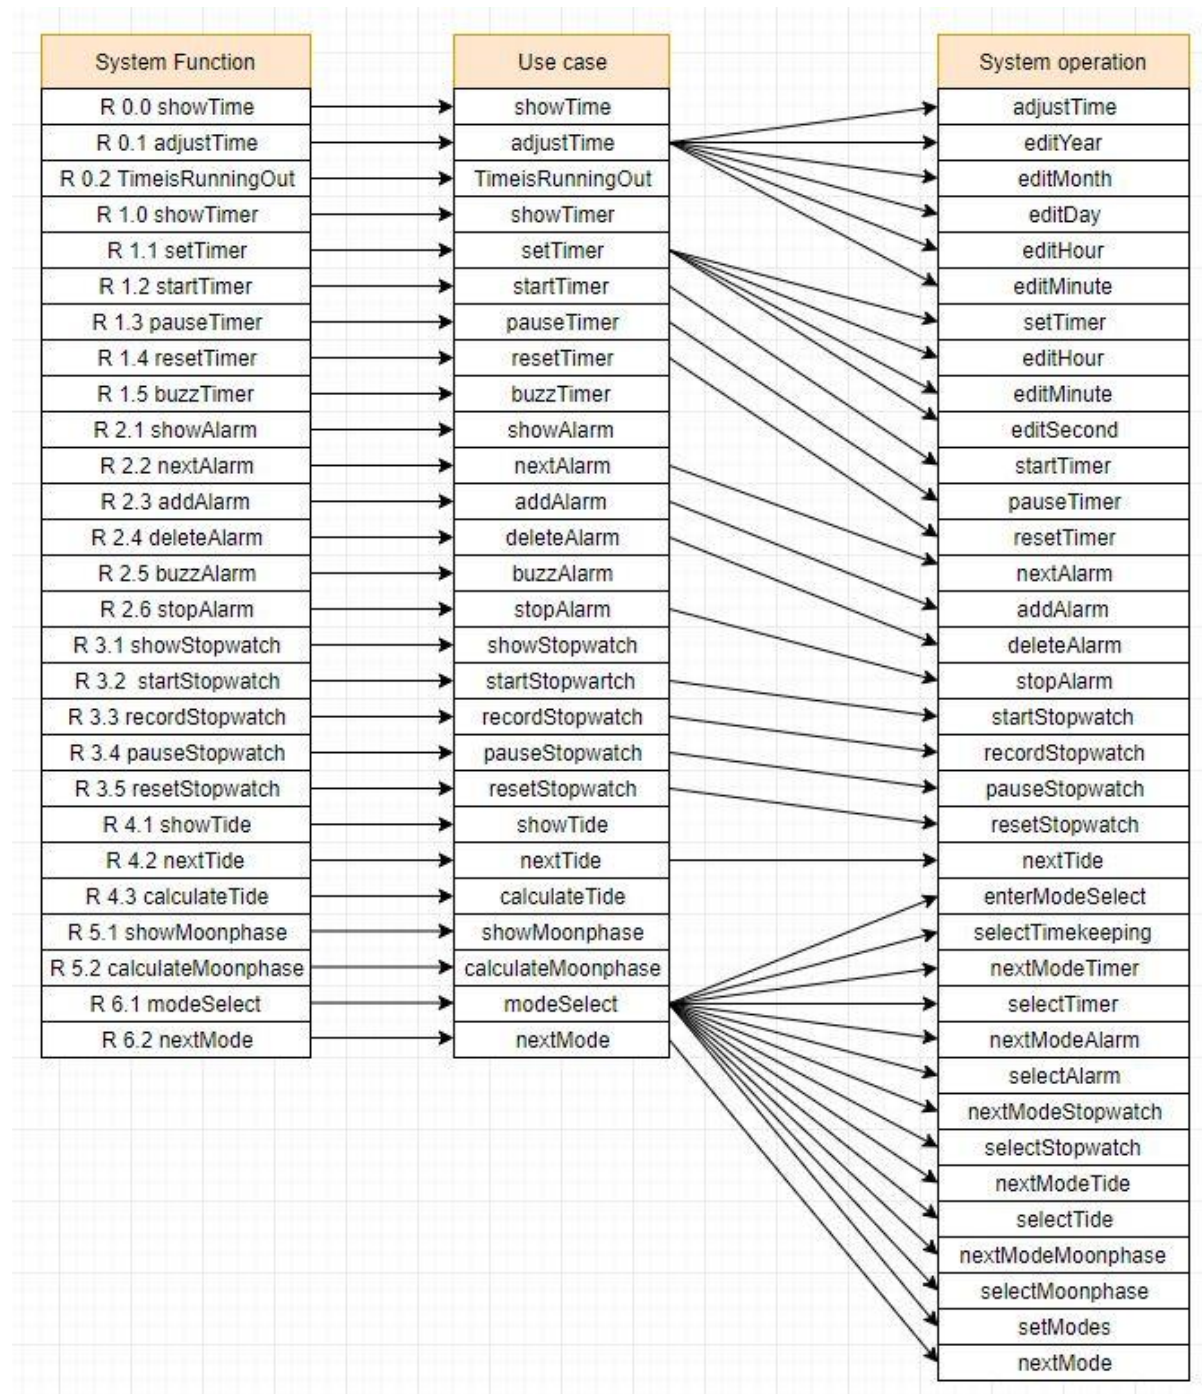 System Function Use case System operation
R 0.0 showTime showTime adjustTime
R 0.1 adjustTime adjustTime editYear
R 0.2 TimeisRunningOut TimeisRunningOut editMonth
R 1.0 showTimer showTimer editDay
R 1.1 setTimer setTimer editHour
R 1.2 startTimer startTimer editMinute
R 1.3 pauseTimer pauseTimer setTimer
R 1.4 resetTimer resetTimer editHour
R 1.5 buzzTimer buzzTimer editMinute
R 2.1 showAlarm showAlarm editSecond
R 2.2 nextAlarm nextAlarm startTimer
R 2.3 addAlarm addAlarm pauseTimer
R 2.4 deleteAlarm deleteAlarm resetTimer
R 2.5 buzzAlarm buzzAlarm nextAlarm
R 2.6 stopAlarm stopAlarm addAlarm
R 3.1 showStopwatch showStopwatch deleteAlarm
R 3.2 startStopwatch startStopwartch stopAlarm
R 3.3 recordStopwatch recordStopwatch startStopwatch
R 3.4 pauseStopwatch pauseStopwatch recordStopwatch
R 3.5 resetStopwatch resetStopwatch pauseStopwatch
R 4.1 showTide showTide resetStopwatch
R 4.2 nextTide nextTide nextTide
R 4.3 calculateTide calculateTide enterModeSelect
R 5.1 showMoonphase showMoonphase selectTimekeeping
R 5.2 calculateMoonphase calculateMoonphase nextModeTimer
R 6.1 modeSelect modeSelect selectTimer
R 6.2 nextMode nextMode nextModeAlarm
selectAlarm
nextModeStopwatch
selectStopwatch
nextModeTide
selectTide
nextModeMoonphase
selectMoonphase
setModes
nextMode